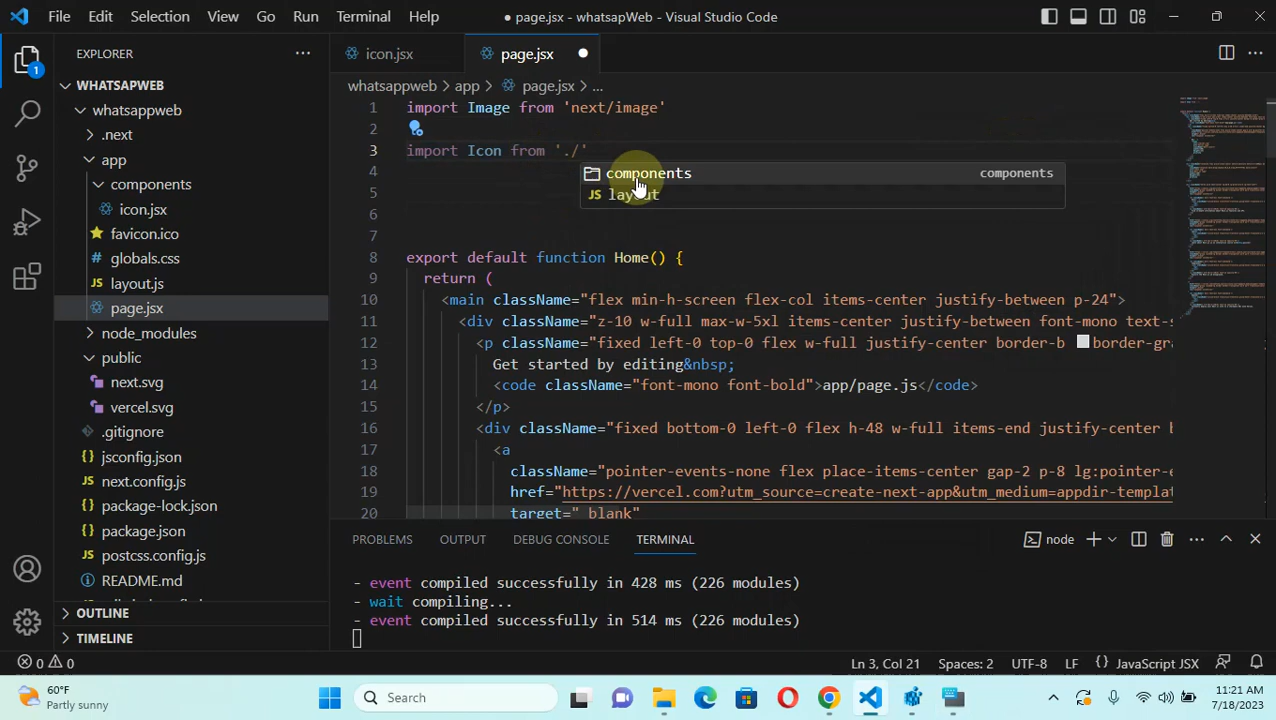 File Edit Selection View Go Run Terminal Help
● page.jsx - whatsapWeb - Visual Studio Code
EXPLORER
1
WHATSAPWEB
whatsappweb
.next
app
components
icon.jsx
favicon.ico
globals.css
layout.js
page.jsx
node_modules
public
next.svg
vercel.svg
.gitignore
jsconfig.json
next.config.js
package-lock.json
package.json
postcss.config.js
README.md
OUTLINE
TIMELINE
icon.jsx page.jsx
whatsappweb > app > page.jsx > ...
1 import Image from 'next/image'
2
3 import Icon from './'
components components
layout
4
5
6
7
8 export default function Home() {
9 return (
10 <main className="flex min-h-screen flex-col items-center justify-between p-24">
11 <div className="z-10 w-full max-w-5xl items-center justify-between font-mono text-s
12 <p className="fixed left-0 top-0 flex w-full justify-center border-b border-gra
13 Get started by editing&nbsp;
14 <code className="font-mono font-bold">app/page.js</code>
15 </p>
16 <div className="fixed bottom-0 left-0 flex h-48 w-full items-end justify-center b
17 <a
18 className="pointer-events-none flex place-items-center gap-2 p-8 lg:pointer-e
19 href="https://vercel.com?utm_source=create-next-app&utm_medium=appdir-templat
20 target="_blank"
PROBLEMS OUTPUT DEBUG CONSOLE TERMINAL
node
- event compiled successfully in 428 ms (226 modules)
- wait compiling...
- event compiled successfully in 514 ms (226 modules)
0 0
Ln 3, Col 21 Spaces: 2 UTF-8 LF {} JavaScript JSX
60°F
Partly sunny
Search
11:21 AM
7/18/2023